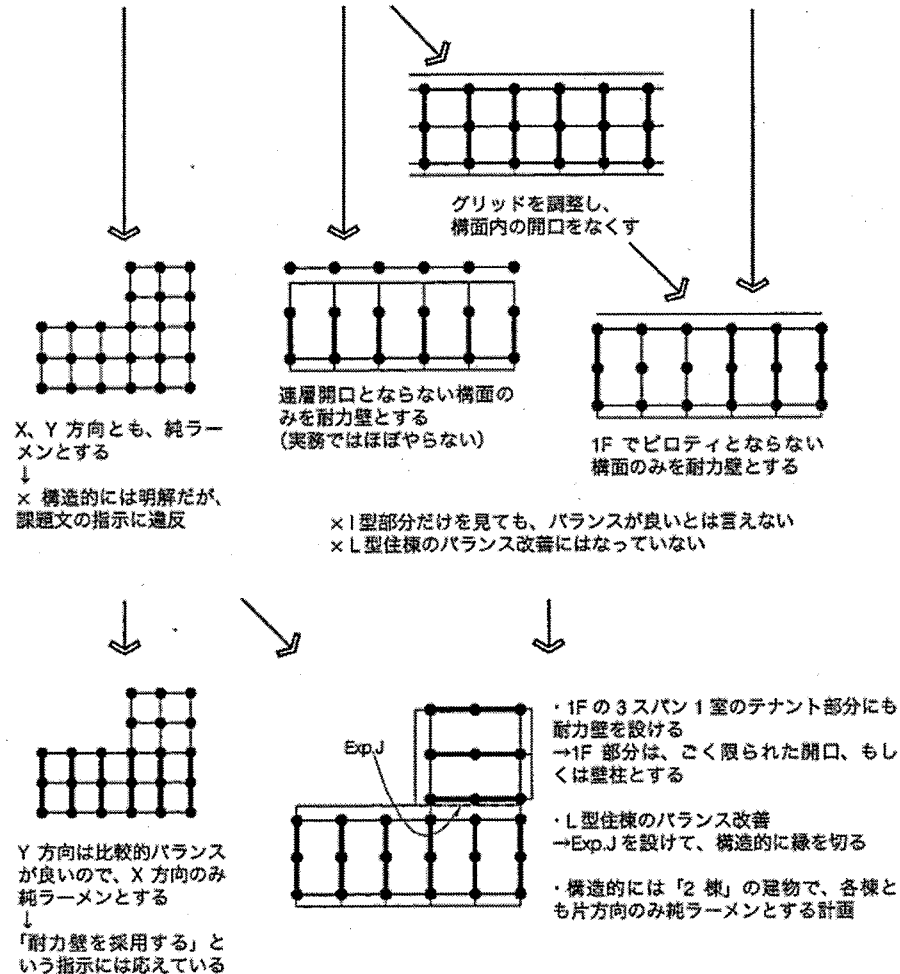 グリッドを調整し、
構面内の開口をなくす
X、Y 方向とも、純ラー
メンとする
↓
× 構造的には明解だが、
課題文の指示に違反
連層開口とならない構面の
みを耐力壁とする
(実務ではほぼやらない)
1F でピロティとならない
構面のみを耐力壁とする
×I型部分だけを見ても、バランスが良いとは言えない
×L型住棟のバランス改善にはなっていない
Y 方向は比較的バランス
が良いので、X 方向のみ
純ラーメンとする
↓
「耐力壁を採用する」と
いう指示には応えている
Exp.J
・1Fの3スパン1室のテナント部分にも
耐力壁を設ける
→1F 部分は、ごく限られた開口、もし
くは壁柱とする
・L型住棟のバランス改善
→Exp.Jを設けて、構造的に縁を切る
・構造的には「2 棟」の建物で、各棟と
も片方向のみ純ラーメンとする計画